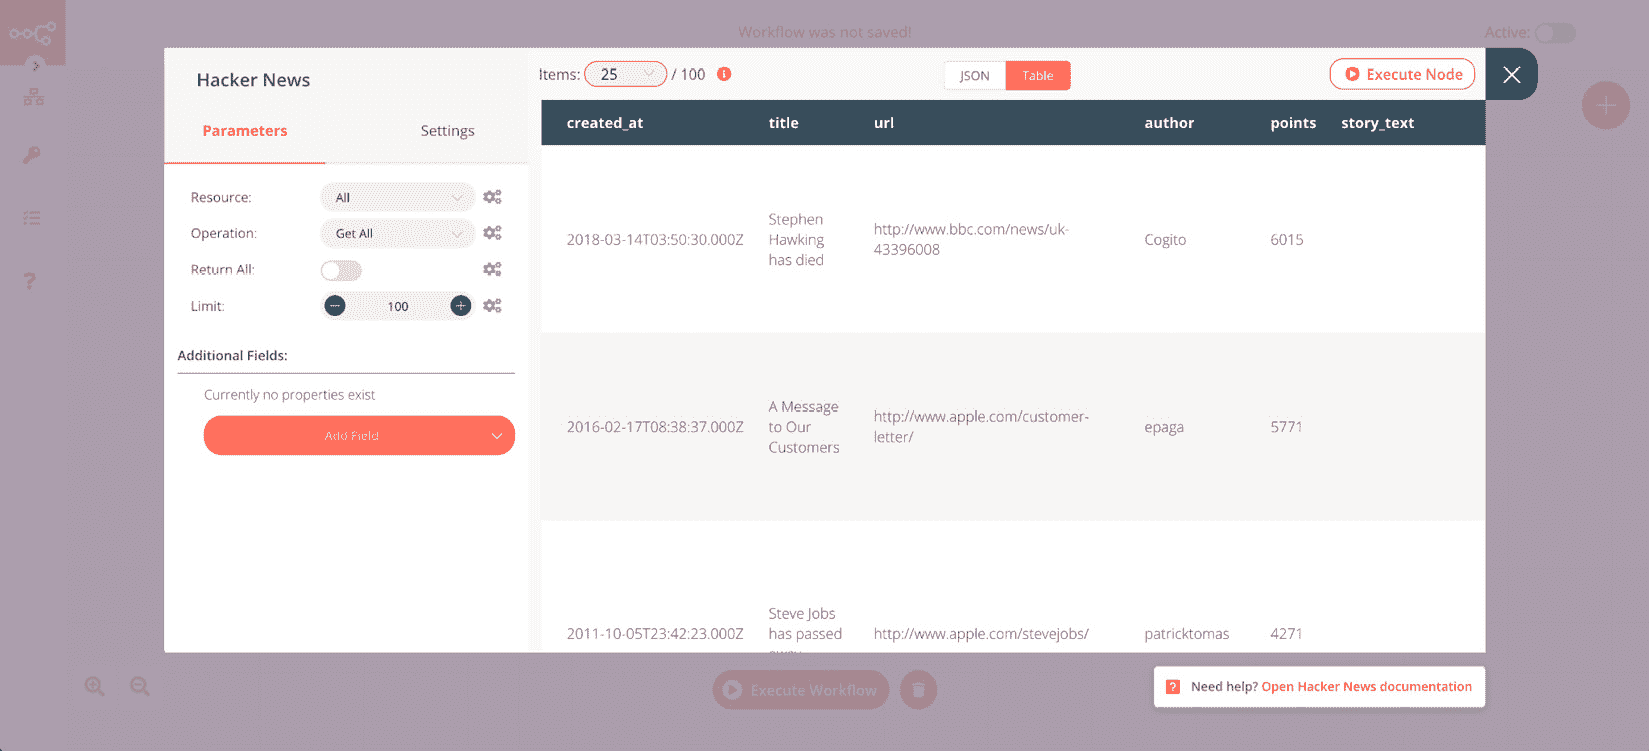 Workflow was not saved!
Active:
Hacker News
Parameters
Settings
Resource:
All
Operation:
Get All
Return All:
Limit:
100
Additional Fields:
Currently no properties exist
Add Field
Items: 25 / 100
JSON
Table
Execute Node
created_at title url author points story_text
2018-03-14T03:50:30.000Z
Stephen
Hawking
has died
http://www.bbc.com/news/uk-
43396008
Cogito
6015
2016-02-17T08:38:37.000Z
A Message
to Our
Customers
http://www.apple.com/customer-
letter/
epaga
5771
2011-10-05T23:42:23.000Z
Steve Jobs
has passed
http://www.apple.com/stevejobs/
patricktomas
4271
Execute Workflow
Need help? Open Hacker News documentation